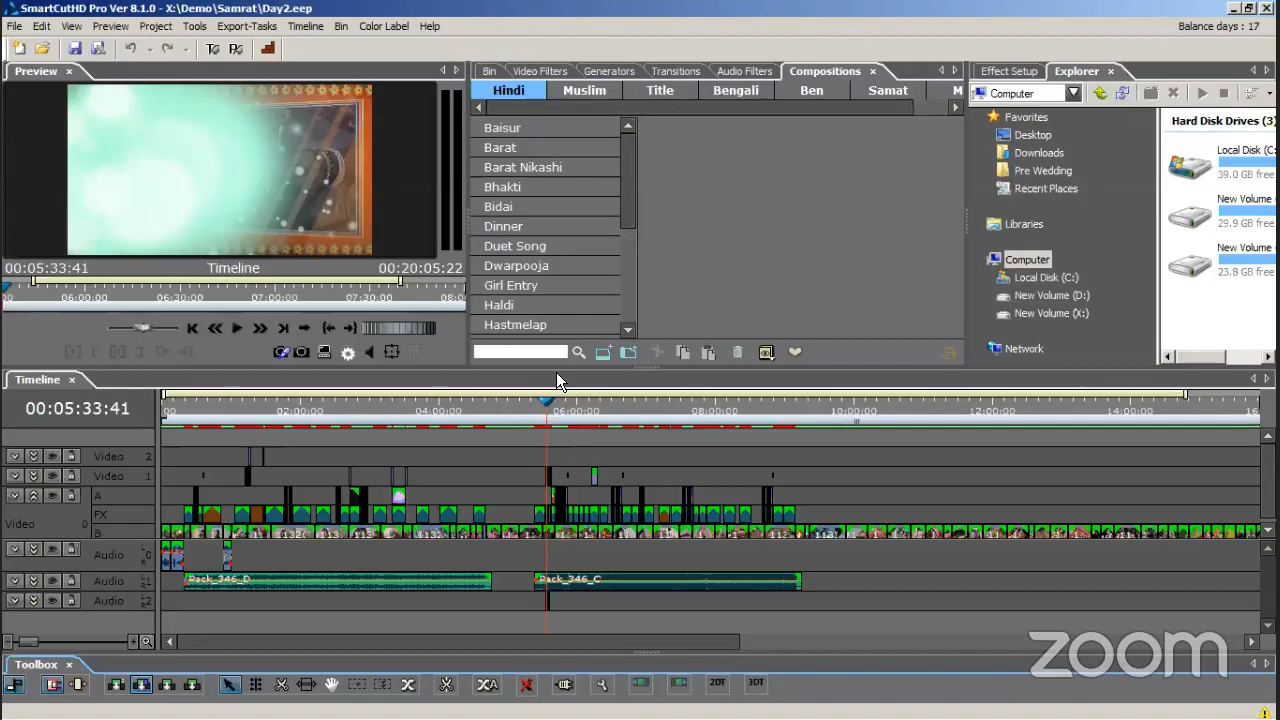 SmartCutHD Pro Ver 8.1.0 - X:\Demo\Samrat\Day2.eep
File Edit View Preview Project Tools Export-Tasks Timeline Bin Color Label Help
Balance days : 17
Preview
00:05:33:41 Timeline 00:20:05:22
06:00:00 06:30:00 07:00:00 07:30:00
Bin Video Filters Generators Transitions Audio Filters Compositions
Hindi Muslim Title Bengali Ben Samat M
Baisur
Barat
Barat Nikashi
Bhakti
Bidai
Dinner
Duet Song
Dwarpooja
Girl Entry
Haldi
Hastmelap
Effect Setup Explorer
Computer
Favorites
Desktop
Downloads
Pre Wedding
Recent Places
Libraries
Computer
Local Disk (C:)
New Volume (D:)
New Volume (X:)
Network
Hard Disk Drives (3)
Local Disk (C:
39.0 GB free
New Volume (
29.9 GB free
New Volume (
23.8 GB free
Timeline
00:05:33:41
00 02:00:00 04:00:00 06:00:00 08:00:00 10:00:00 12:00:00 14:00:00 16
Video 2
Video 1
A
FX
Video 0
B
Audio 0 L R
Audio 1 L R Pack_346_D Pack_346_C
Audio 2 L R
zoom
Toolbox
2DT 3DT